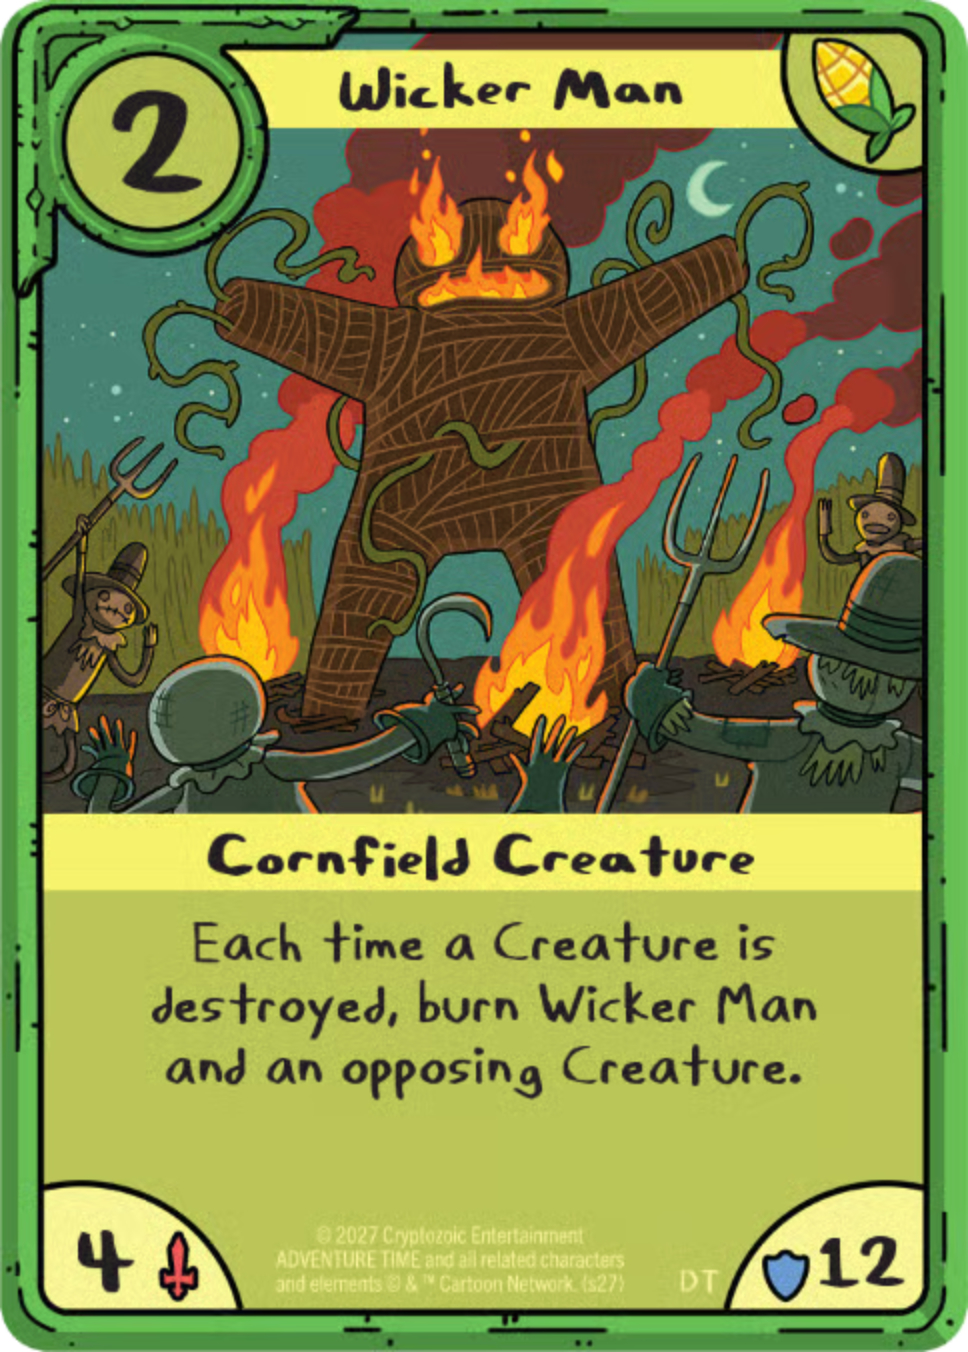 2
Wicker Man
Cornfield Creature
Each time a Creature is
destroyed, burn Wicker Man
and an opposing Creature.
4
© 2027 Cryptozoic Entertainment
ADVENTURE TIME and all related characters
and elements © & ™ Cartoon Network. (s27)
DT
12